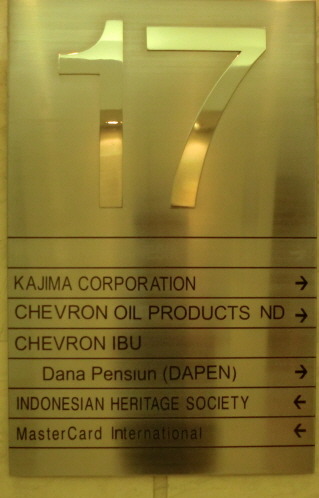 17
KAJIMA CORPORATION →
CHEVRON OIL PRODUCTS ND →
CHEVRON IBU
Dana Pensiun (DAPEN) →
INDONESIAN HERITAGE SOCIETY ←
MasterCard International ←